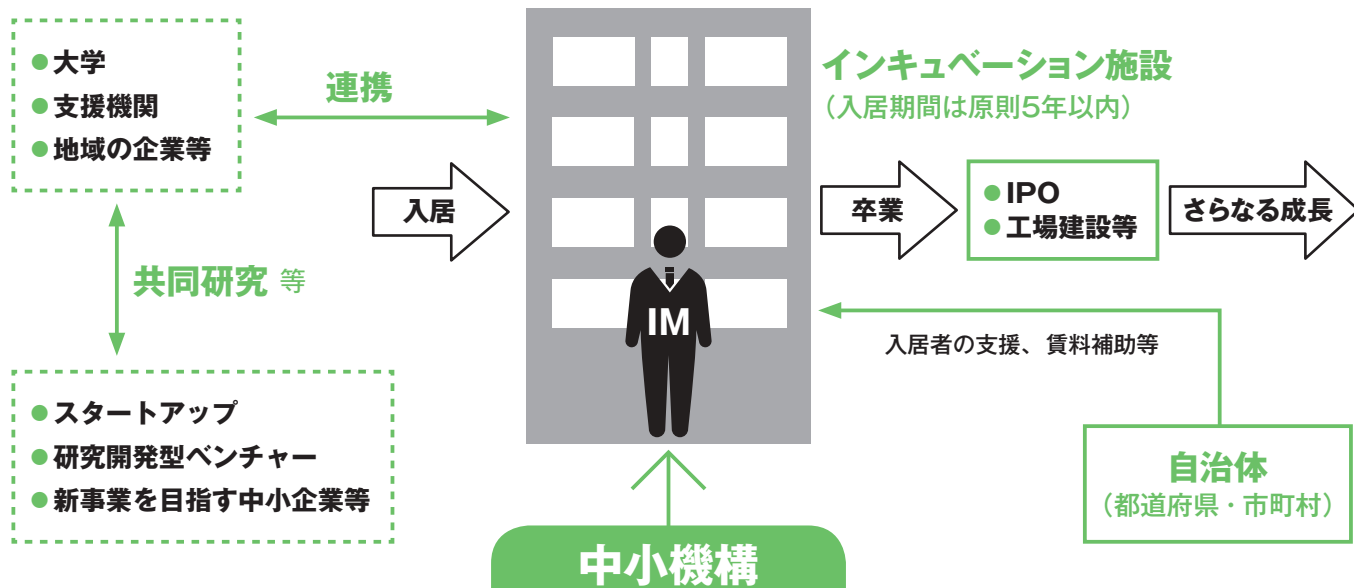 ●大学
●支援機関
●地域の企業等
連携
共同研究 等
●スタートアップ
●研究開発型ベンチャー
●新事業を目指す中小企業等
入居
IM
中小機構
インキュベーション施設
（入居期間は原則5年以内）
卒業
●IPO
●工場建設等
さらなる成長
入居者の支援、賃料補助等
自治体
（都道府県・市町村）